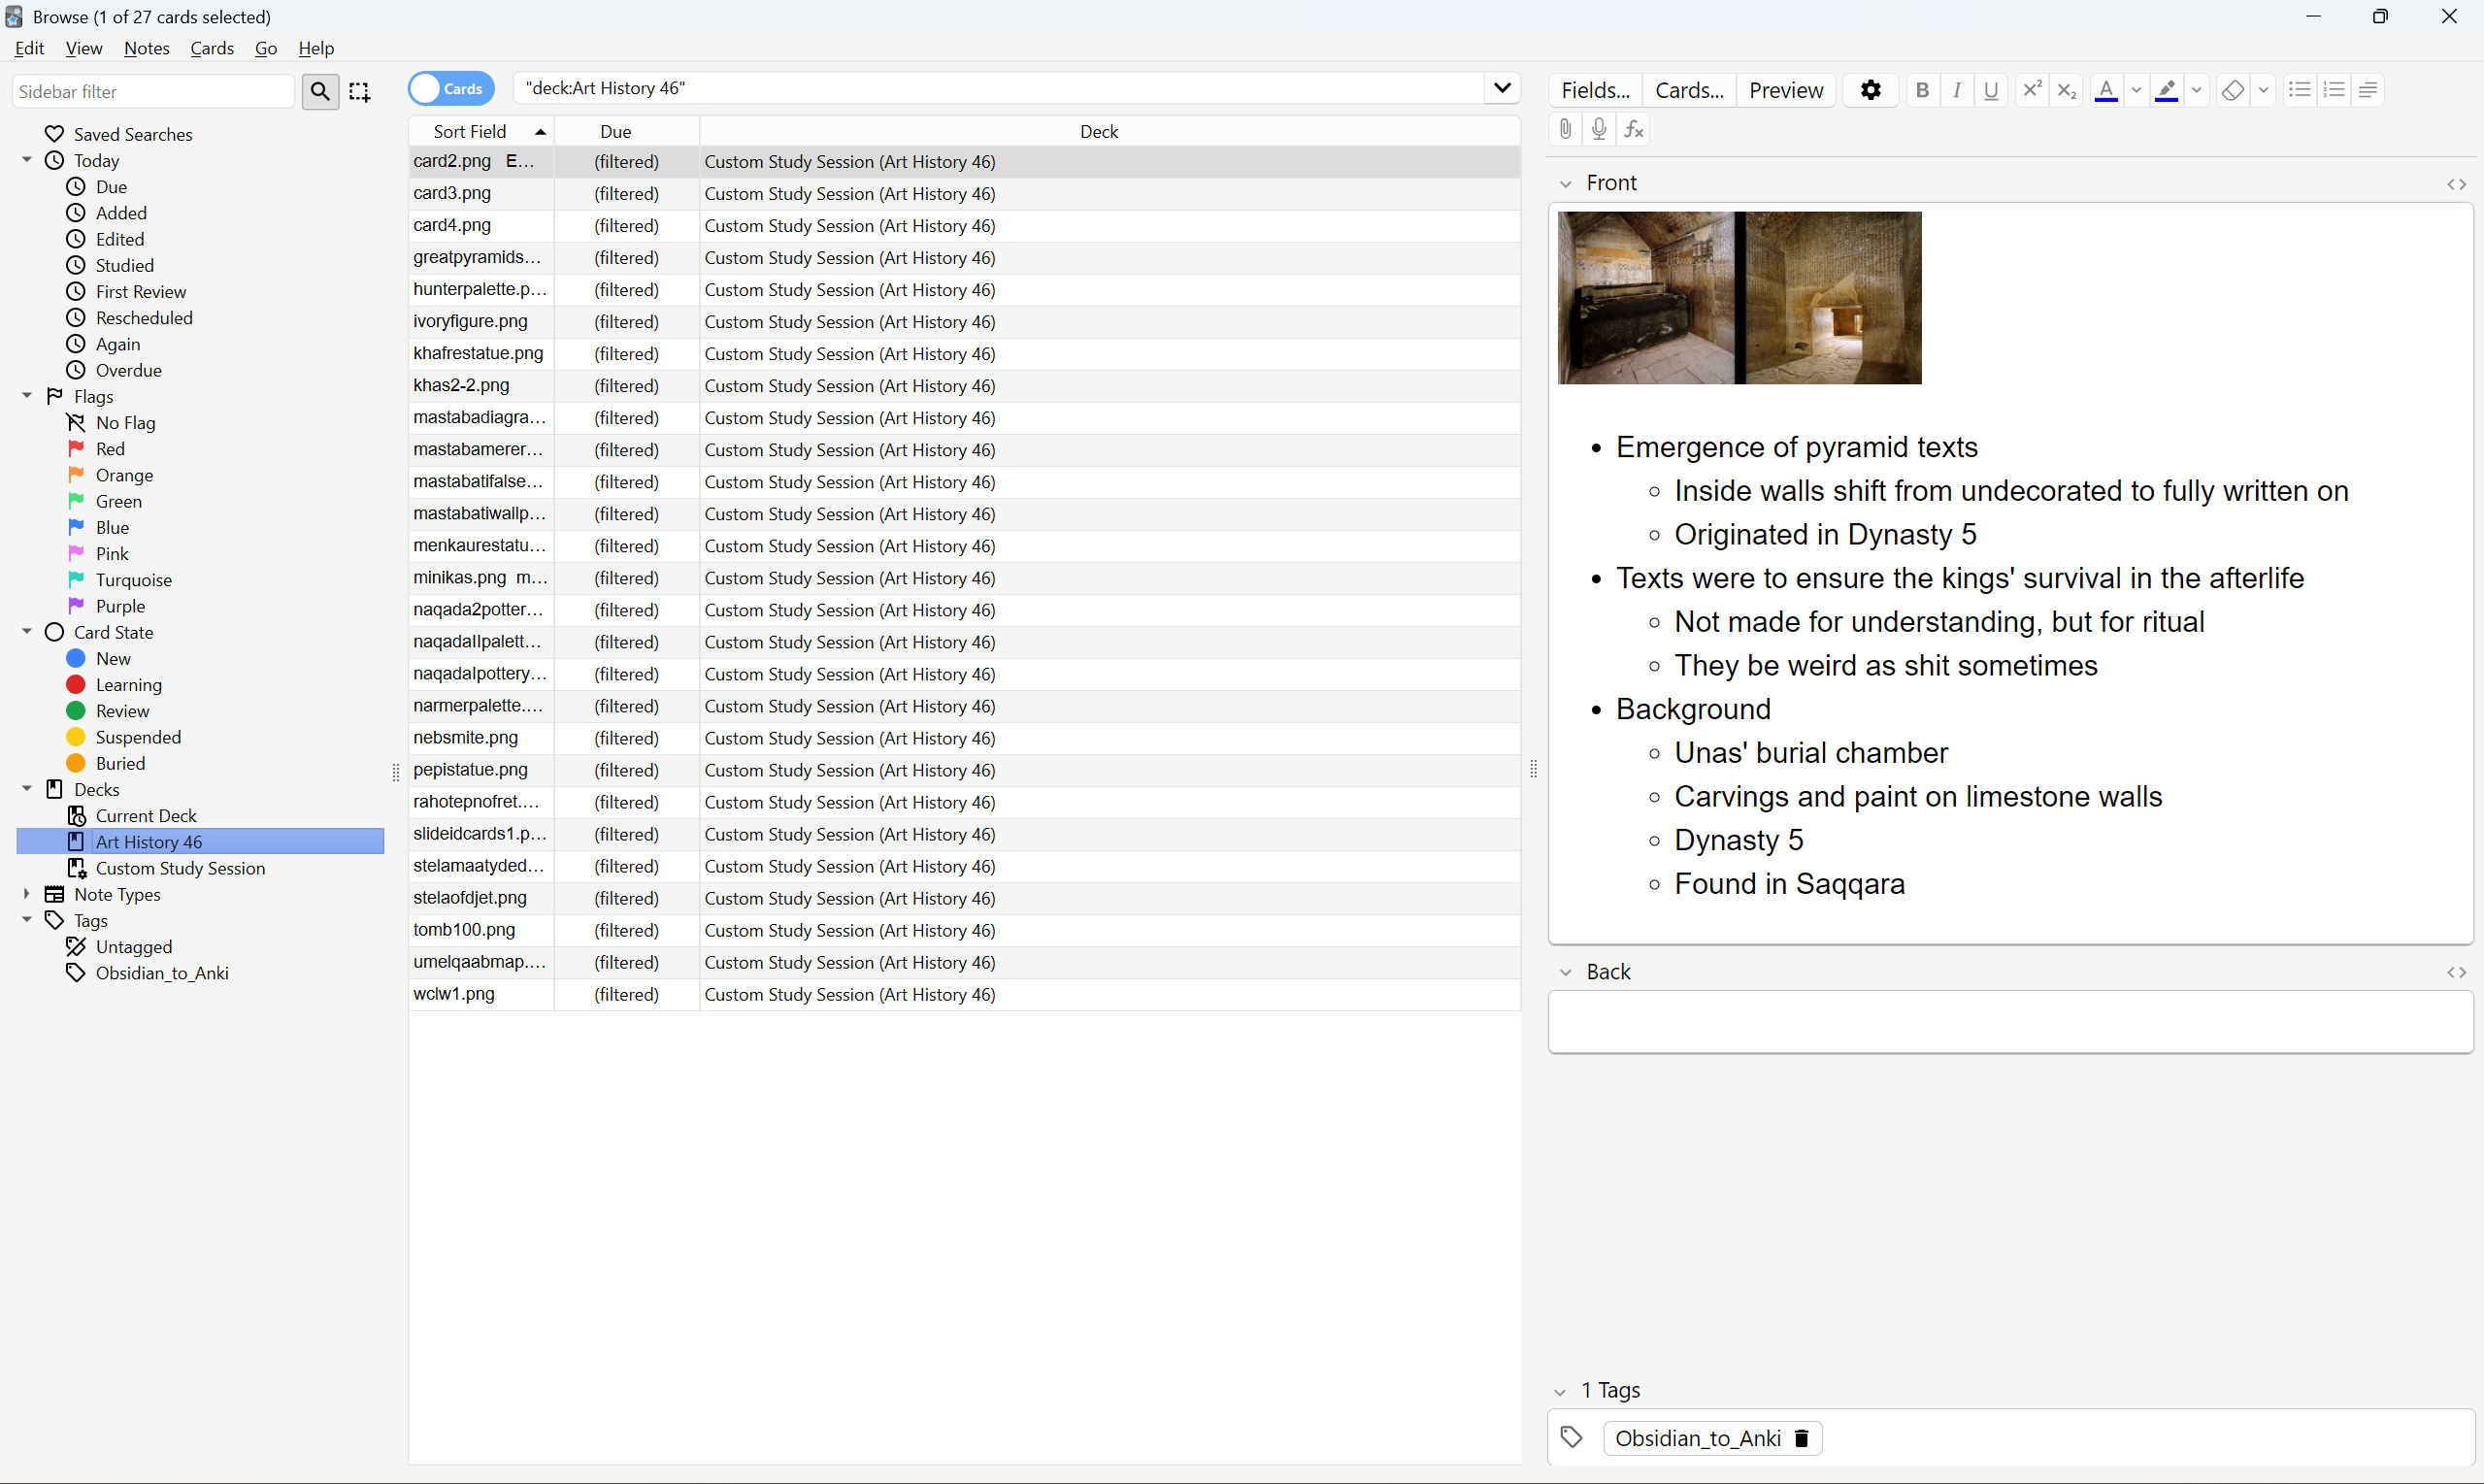 Browse (1 of 27 cards selected)
Edit View Notes Cards Go Help
Sidebar filter
Saved Searches
Today
Due
Added
Edited
Studied
First Review
Rescheduled
Again
Overdue
Flags
No Flag
Red
Orange
Green
Blue
Pink
Turquoise
Purple
Card State
New
Learning
Review
Suspended
Buried
Decks
Current Deck
Art History 46
Custom Study Session
Note Types
Tags
Untagged
Obsidian_to_Anki
Cards "deck:Art History 46"
Sort Field Due Deck
card2.png E... (filtered) Custom Study Session (Art History 46)
card3.png (filtered) Custom Study Session (Art History 46)
card4.png (filtered) Custom Study Session (Art History 46)
greatpyramids... (filtered) Custom Study Session (Art History 46)
hunterpalette.p... (filtered) Custom Study Session (Art History 46)
ivoryfigure.png (filtered) Custom Study Session (Art History 46)
khafrestatue.png (filtered) Custom Study Session (Art History 46)
khas2-2.png (filtered) Custom Study Session (Art History 46)
mastabadiagra... (filtered) Custom Study Session (Art History 46)
mastabamerer... (filtered) Custom Study Session (Art History 46)
mastabatifalse... (filtered) Custom Study Session (Art History 46)
mastabatiwallp... (filtered) Custom Study Session (Art History 46)
menkaurestatu... (filtered) Custom Study Session (Art History 46)
minikas.png m... (filtered) Custom Study Session (Art History 46)
naqada2potter... (filtered) Custom Study Session (Art History 46)
naqadaIIpalett... (filtered) Custom Study Session (Art History 46)
naqadaIpottery... (filtered) Custom Study Session (Art History 46)
narmerpalette.... (filtered) Custom Study Session (Art History 46)
nebsmite.png (filtered) Custom Study Session (Art History 46)
pepistatue.png (filtered) Custom Study Session (Art History 46)
rahotepnofret.... (filtered) Custom Study Session (Art History 46)
slideidcards1.p... (filtered) Custom Study Session (Art History 46)
stelamaatyded... (filtered) Custom Study Session (Art History 46)
stelaofdjet.png (filtered) Custom Study Session (Art History 46)
tomb100.png (filtered) Custom Study Session (Art History 46)
umelqaabmap.... (filtered) Custom Study Session (Art History 46)
wclw1.png (filtered) Custom Study Session (Art History 46)
Fields... Cards... Preview B I U x² x₂ A
fx
Front
• Emergence of pyramid texts
◦ Inside walls shift from undecorated to fully written on
◦ Originated in Dynasty 5
• Texts were to ensure the kings' survival in the afterlife
◦ Not made for understanding, but for ritual
◦ They be weird as shit sometimes
• Background
◦ Unas' burial chamber
◦ Carvings and paint on limestone walls
◦ Dynasty 5
◦ Found in Saqqara
Back
1 Tags
Obsidian_to_Anki